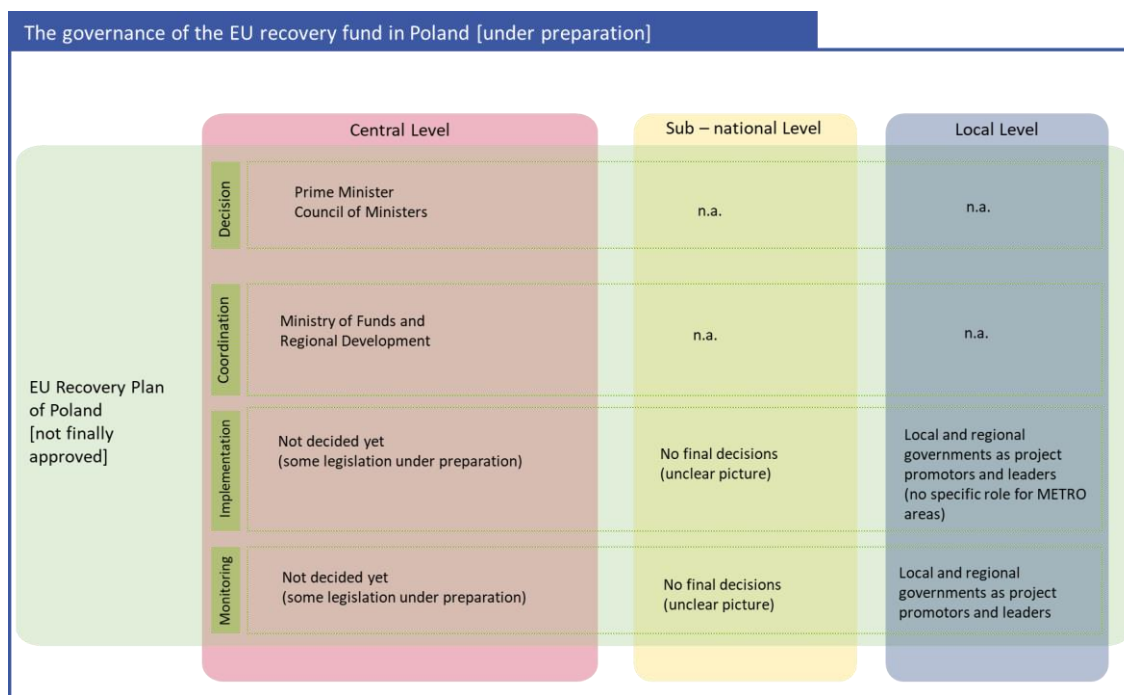 The governance of the EU recovery fund in Poland [under preparation]
Central Level
Sub – national Level
Local Level
EU Recovery Plan
of Poland
[not finally
approved]
Decision
Prime Minister
Council of Ministers
n.a.
n.a.
Coordination
Ministry of Funds and
Regional Development
n.a.
n.a.
Implementation
Not decided yet
(some legislation under preparation)
No final decisions
(unclear picture)
Local and regional
governments as project
promotors and leaders
(no specific role for METRO
areas)
Monitoring
Not decided yet
(some legislation under preparation)
No final decisions
(unclear picture)
Local and regional
governments as project
promotors and leaders